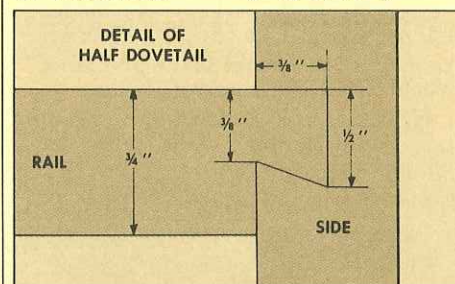 DETAIL OF
HALF DOVETAIL
3/8 ''
3/8 ''
1/2 ''
3/4 ''
RAIL
SIDE